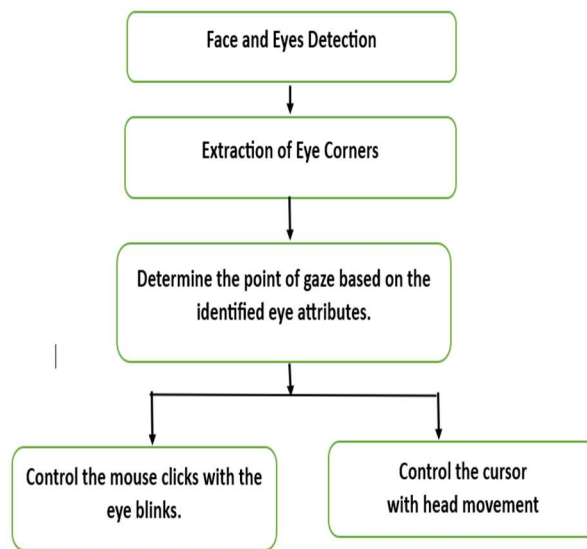 Face and Eyes Detection
Extraction of Eye Corners
Determine the point of gaze based on the
identified eye attributes.
Control the mouse clicks with the
eye blinks.
Control the cursor
with head movement